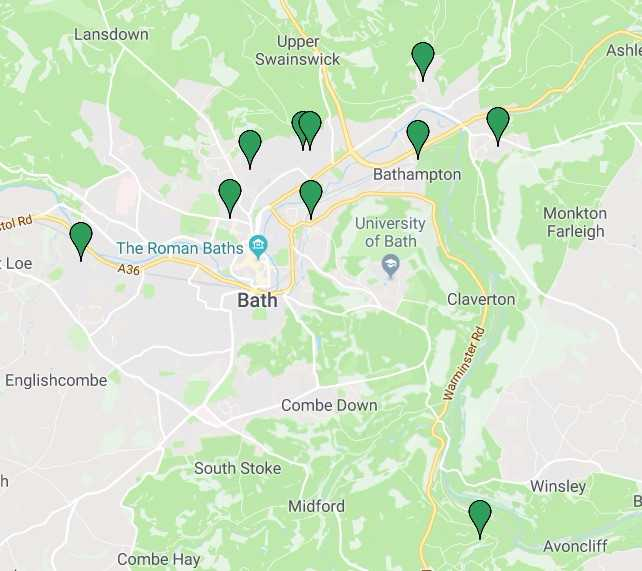 Lansdown
Upper
Swainswick
Bathampton
University
of Bath
Monkton
Farleigh
The Roman Baths
A36
Bath
Claverton
Warminster Rd
Englishcombe
Combe Down
South Stoke
Midford
Winsley
Avoncliff
Combe Hay